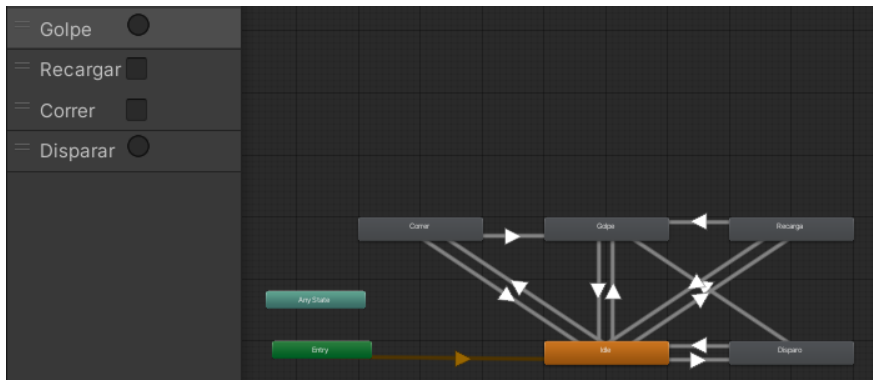 Golpe
Recargar
Correr
Disparar
Correr
Golpe
Recarga
Any State
Entry
Idle
Disparo